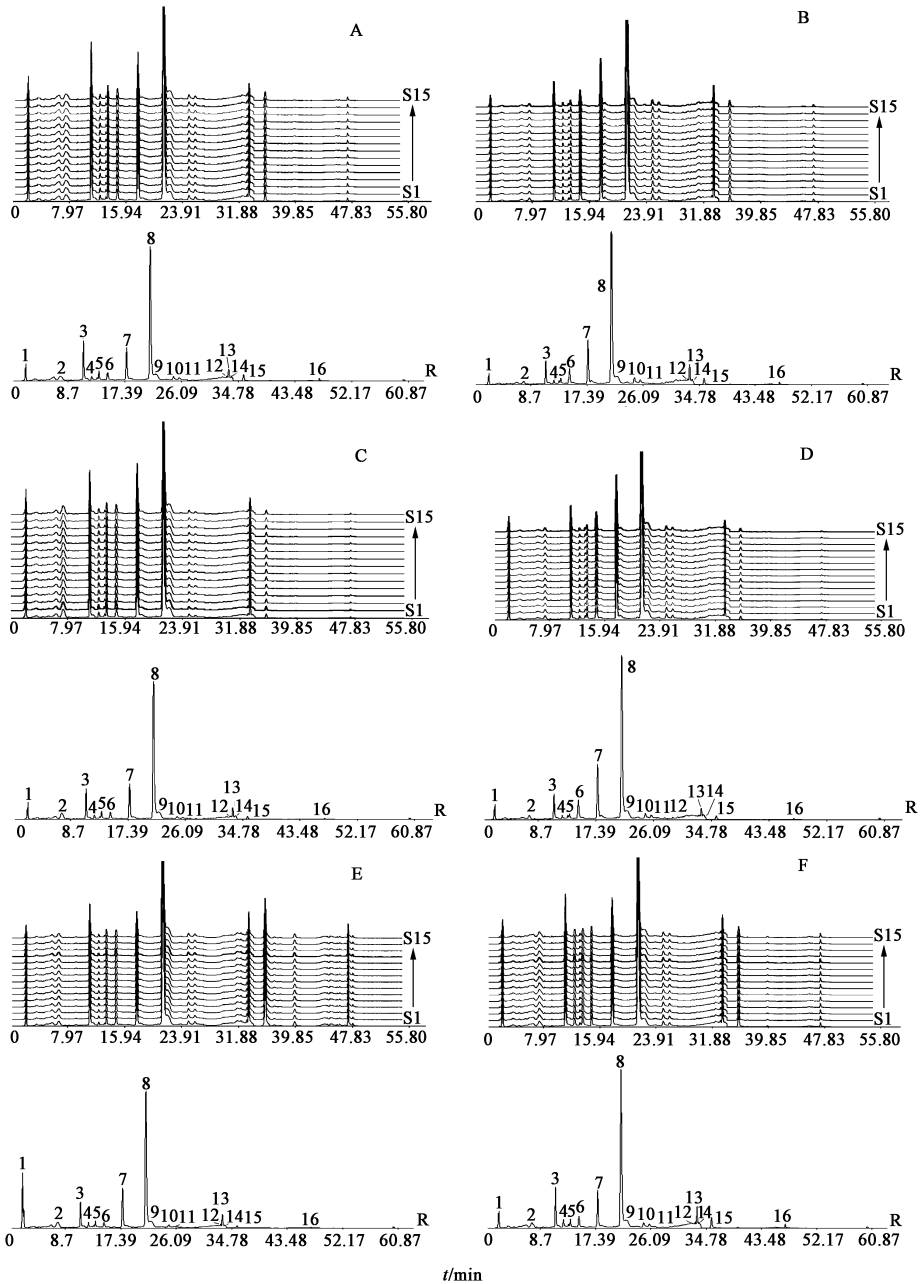 A
S15
S1
0 7.97 15.94 23.91 31.88 39.85 47.83 55.80
B
S15
S1
0 7.97 15.94 23.91 31.88 39.85 47.83 55.80
1 2 3 4 5 6 7 8 9 10 11 12 13 14 15 16 R
0 8.7 17.39 26.09 34.78 43.48 52.17 60.87
1 2 3 4 5 6 7 8 9 10 11 12 13 14 15 16 R
0 8.7 17.39 26.09 34.78 43.48 52.17 60.87
C
S15
S1
0 7.97 15.94 23.91 31.88 39.85 47.83 55.80
D
S15
S1
0 7.97 15.94 23.91 31.88 39.85 47.83 55.80
1 2 3 4 5 6 7 8 9 10 11 12 13 14 15 16 R
0 8.7 17.39 26.09 34.78 43.48 52.17 60.87
1 2 3 4 5 6 7 8 9 10 11 12 13 14 15 16 R
0 8.7 17.39 26.09 34.78 43.48 52.17 60.87
E
S15
S1
0 7.97 15.94 23.91 31.88 39.85 47.83 55.80
F
S15
S1
0 7.97 15.94 23.91 31.88 39.85 47.83 55.80
1 2 3 4 5 6 7 8 9 10 11 12 13 14 15 16 R
0 8.7 17.39 26.09 34.78 43.48 52.17 60.87
1 2 3 4 5 6 7 8 9 10 11 12 13 14 15 16 R
0 8.7 17.39 26.09 34.78 43.48 52.17 60.87
t/min